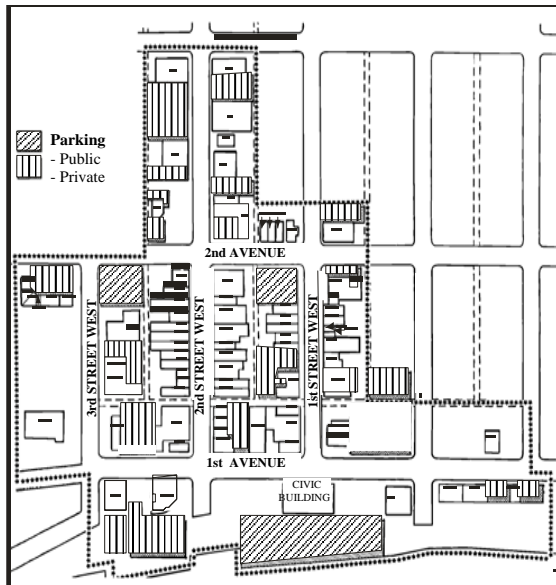 Parking
- Public
- Private
2nd AVENUE
3rd STREET WEST
2nd STREET WEST
1st STREET WEST
1st AVENUE
CIVIC
BUILDING